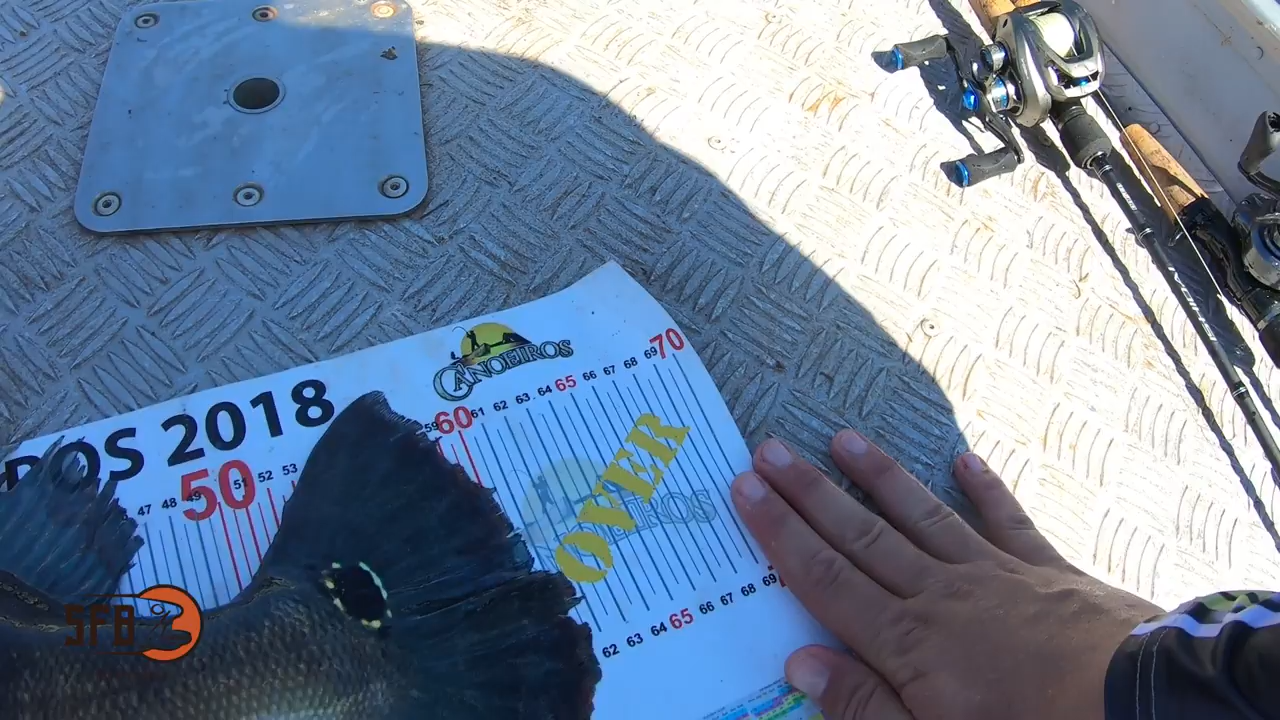 CANOEIROS
ROS 2018
47 48 49 50 51 52 53
59 60 61 62 63 64 65 66 67 68 69 70
OVER
62 63 64 65 66 67 68 69
SFB